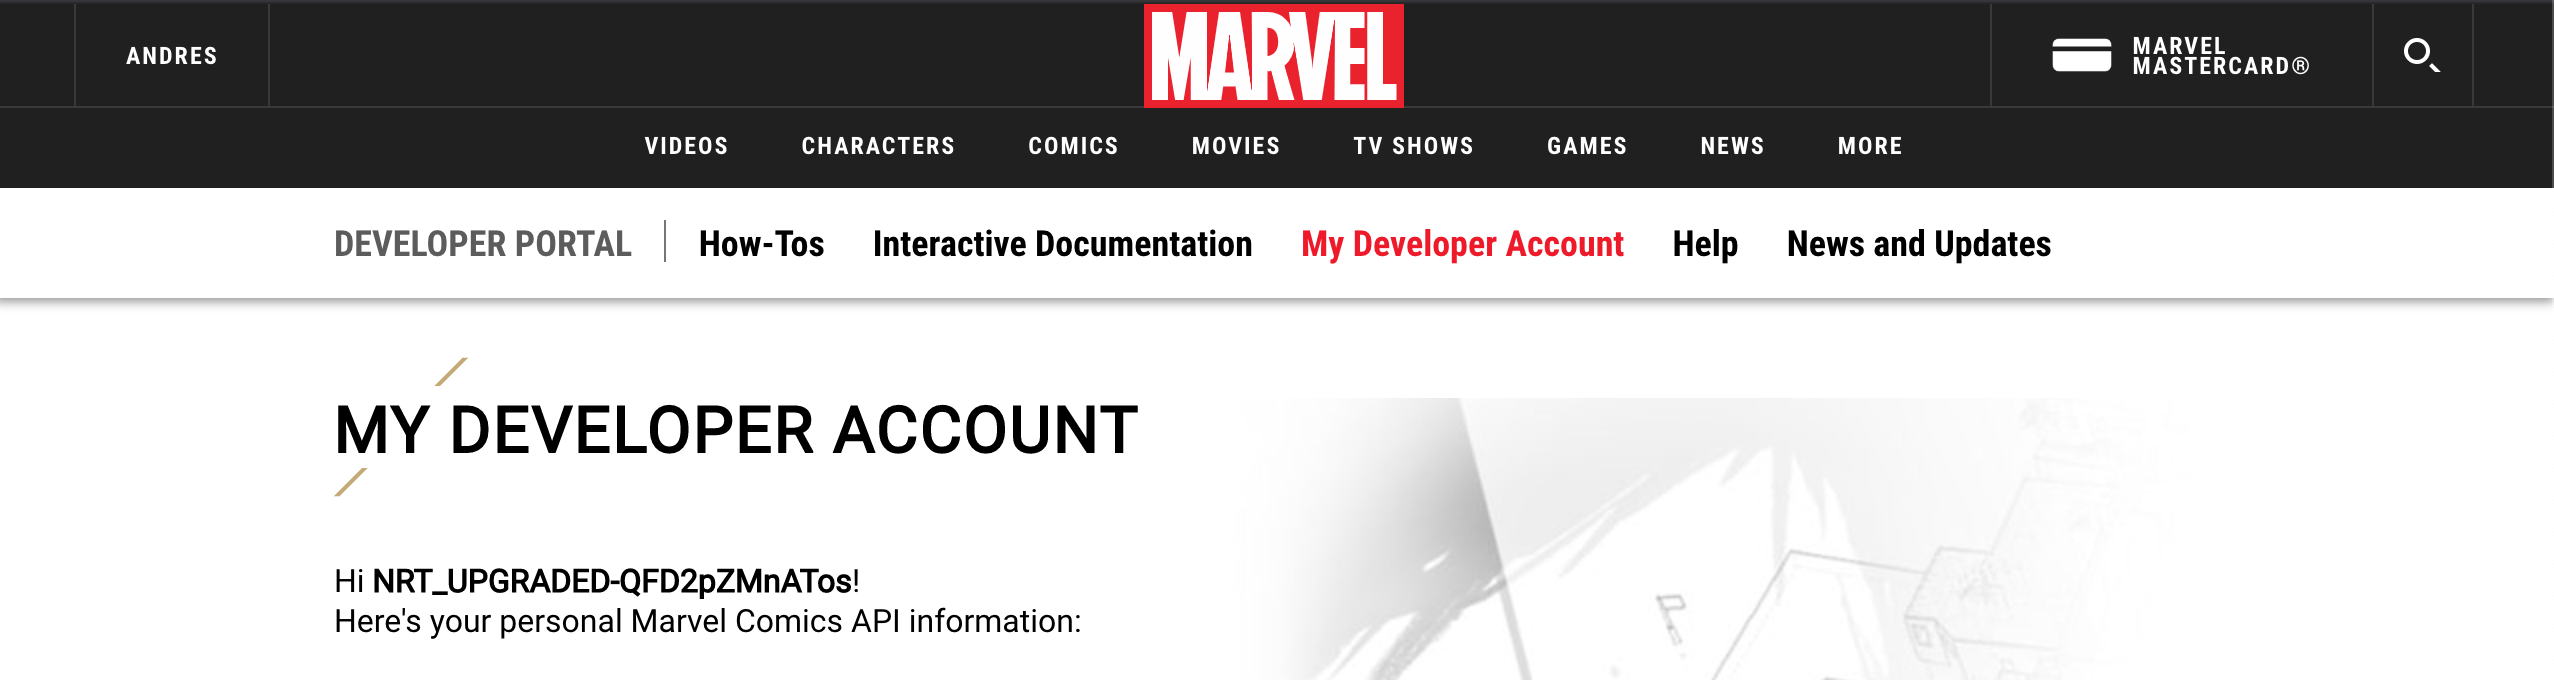 ANDRES
MARVEL
MARVEL
MASTERCARD®
VIDEOS CHARACTERS COMICS MOVIES TV SHOWS GAMES NEWS MORE
DEVELOPER PORTAL How-Tos Interactive Documentation My Developer Account Help News and Updates
MY DEVELOPER ACCOUNT
Hi NRT_UPGRADED-QFD2pZMnATos!
Here's your personal Marvel Comics API information: